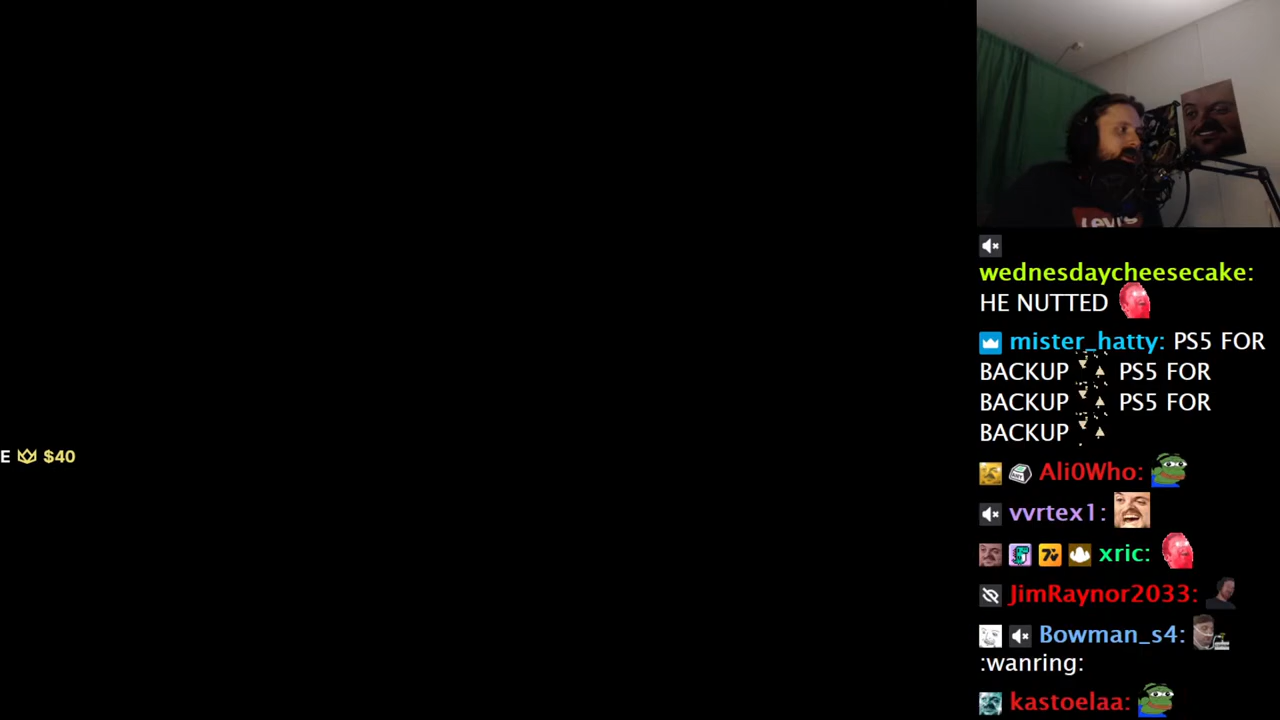 LEVI'S
wednesdaycheesecake:
HE NUTTED
mister_hatty: PS5 FOR
BACKUP PS5 FOR
BACKUP PS5 FOR
BACKUP
E $40
Ali0Who:
vvrtex1:
xric:
JimRaynor2033:
Bowman_s4:
:wanring:
kastoelaa: